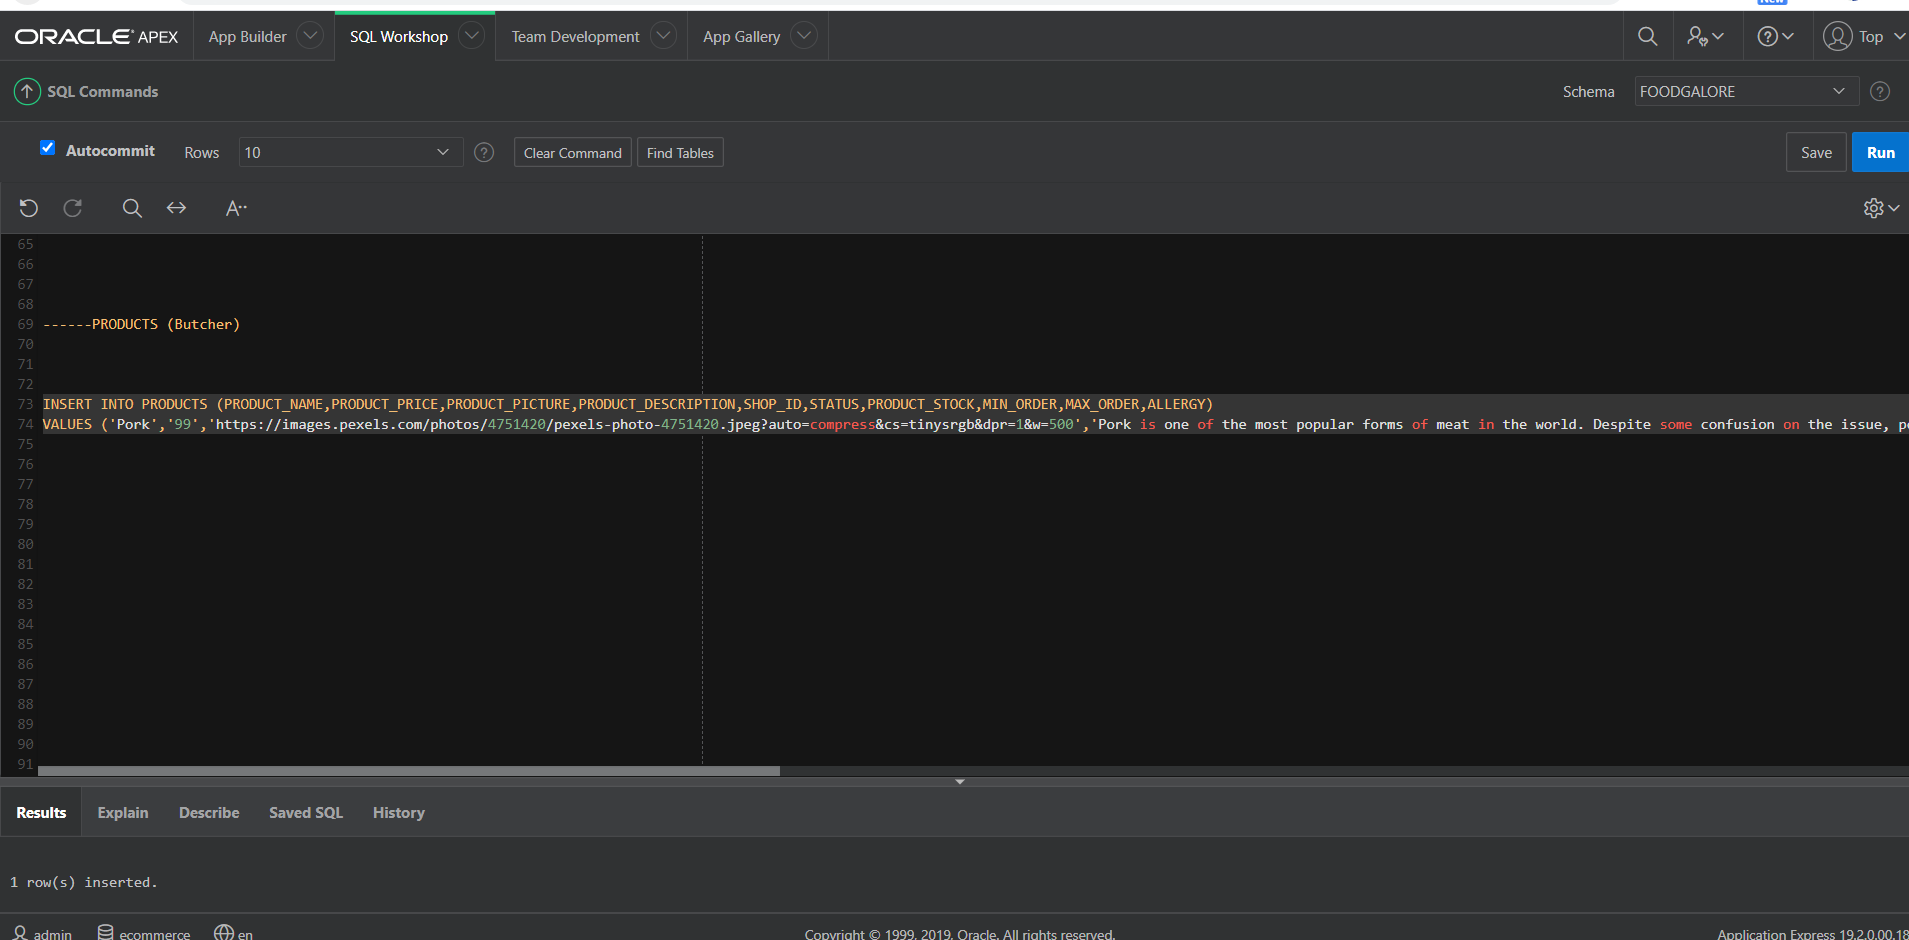 New
ORACLE APEX App Builder SQL Workshop Team Development App Gallery Top
SQL Commands Schema FOODGALORE ?
Autocommit Rows 10 ? Clear Command Find Tables Save Run
A
65
66
67
68
69 ------PRODUCTS (Butcher)
70
71
72
73 INSERT INTO PRODUCTS (PRODUCT_NAME,PRODUCT_PRICE,PRODUCT_PICTURE,PRODUCT_DESCRIPTION,SHOP_ID,STATUS,PRODUCT_STOCK,MIN_ORDER,MAX_ORDER,ALLERGY)
74 VALUES ('Pork','99','https://images.pexels.com/photos/4751420/pexels-photo-4751420.jpeg?auto=compress&cs=tinysrgb&dpr=1&w=500','Pork is one of the most popular forms of meat in the world. Despite some confusion on the issue,
75
76
77
78
79
80
81
82
83
84
85
86
87
88
89
90
91
Results Explain Describe Saved SQL History
1 row(s) inserted.
admin ecommerce en Copyright © 1999, 2019, Oracle. All rights reserved. Application Express 19.2.0.00.18